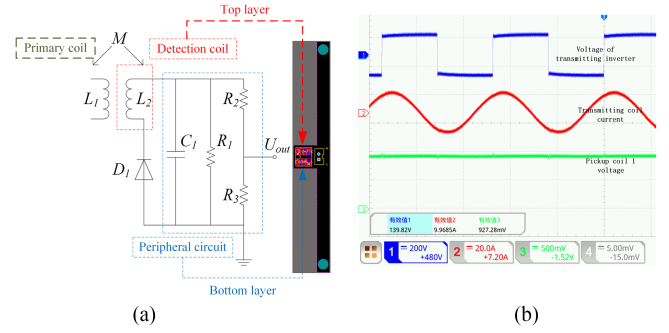 Top layer
Primary coil
M
Detection coil
L1
L2
R2
C1
R1
Uout
D1
R3
Peripheral circuit
Bottom layer
(a)
1
Voltage of
transmitting inverter
2
Transmitting coil
current
Pickup coil 1
voltage
3
有效值1 有效值2 有效值3
139.82V 9.9685A 927.28mV
1 200V +480V
2 20.0A +7.20A
3 500mV -1.52V
4 5.00mV -15.0mV
(b)